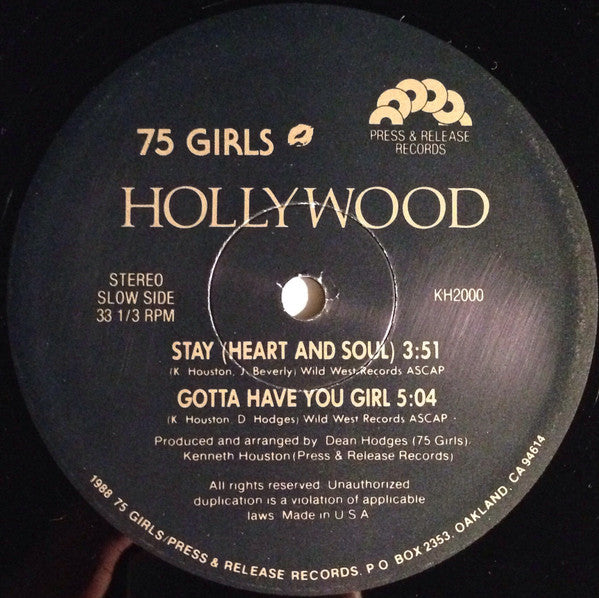 75 GIRLS
PRESS & RELEASE
RECORDS
HOLLYWOOD
STEREO
SLOW SIDE
33 1/3 RPM
KH2000
STAY (HEART AND SOUL) 3:51
(K. Houston, J. Beverly) Wild West Records ASCAP
GOTTA HAVE YOU GIRL 5:04
(K. Houston, D. Hodges) Wild West Records ASCAP
Produced and arranged by Dean Hodges (75 Girls)
Kenneth Houston (Press & Release Records)
All rights reserved. Unauthorized
duplication is a violation of applicable
laws. Made in U S A
1988 75 GIRLS/PRESS & RELEASE RECORDS, P.O. BOX 2353, OAKLAND, CA 94614